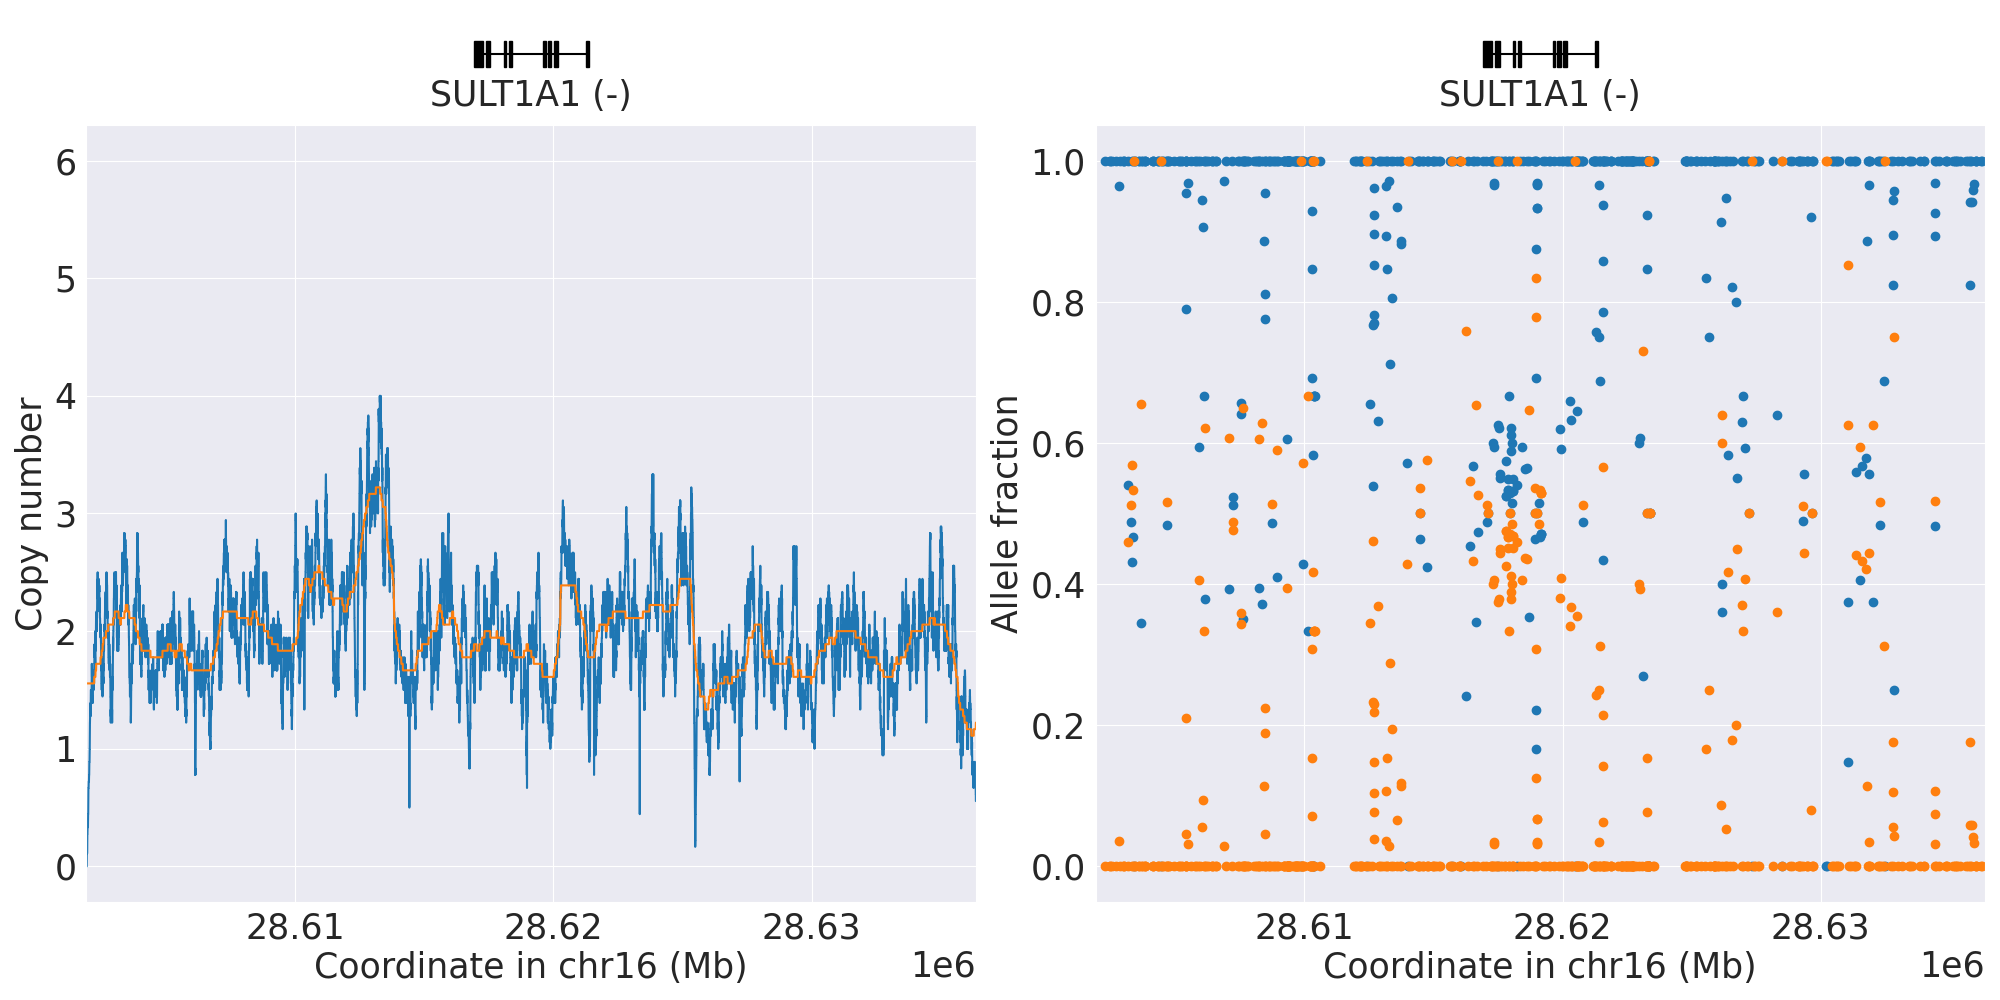 SULT1A1 (-)
Copy number
6
5
4
3
2
1
0
28.61
28.62
28.63
Coordinate in chr16 (Mb)
1e6
SULT1A1 (-)
Allele fraction
1.0
0.8
0.6
0.4
0.2
0.0
28.61
28.62
28.63
Coordinate in chr16 (Mb)
1e6